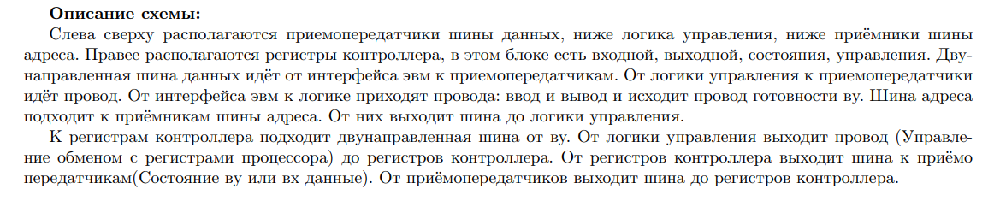 Описание схемы:
Слева сверху располагаются приемопередатчики шины данных, ниже логика управления, ниже приёмники шины
адреса. Правее располагаются регистры контроллера, в этом блоке есть входной, выходной, состояния, управления. Дву-
направленная шина данных идёт от интерфейса эвм к приемопередатчикам. От логики управления к приемопередатчики
идёт провод. От интерфейса эвм к логике приходят провода: ввод и вывод и исходит провод готовности ву. Шина адреса
подходит к приёмникам шины адреса. От них выходит шина до логики управления.
К регистрам контроллера подходит двунаправленная шина от ву. От логики управления выходит провод (Управле-
ние обменом с регистрами процессора) до регистров контроллера. От регистров контроллера выходит шина к приёмо
передатчикам(Состояние ву или вх данные). От приёмопередатчиков выходит шина до регистров контроллера.